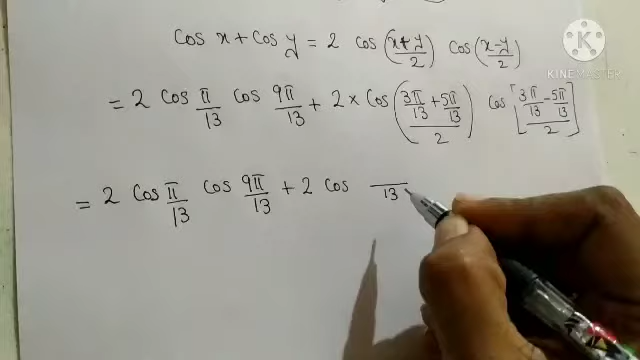 cos x + cos y = 2 cos (x+y/2) cos (x-y/2)
KINEMASTER
= 2 cos π/13 cos 9π/13 + 2 × cos ((3π/13 + 5π/13)/2) cos [(3π/13 - 5π/13)/2]
= 2 cos π/13 cos 9π/13 + 2 cos /13